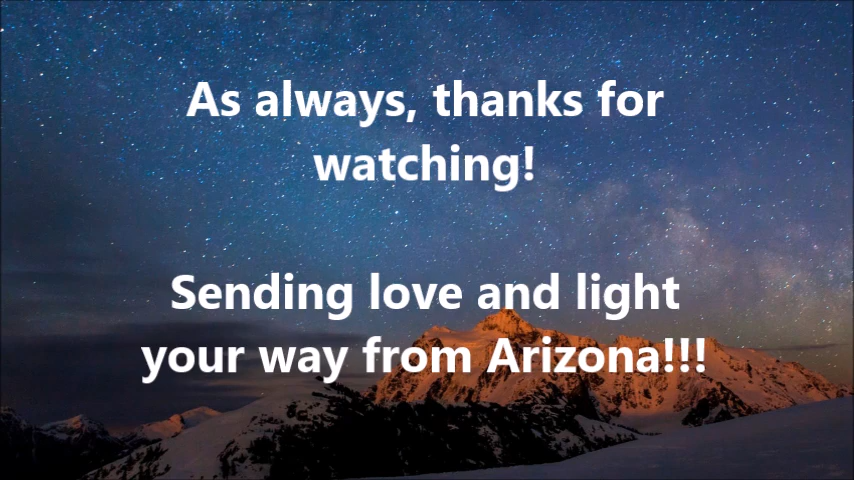 As always, thanks for
watching!
Sending love and light
your way from Arizona!!!